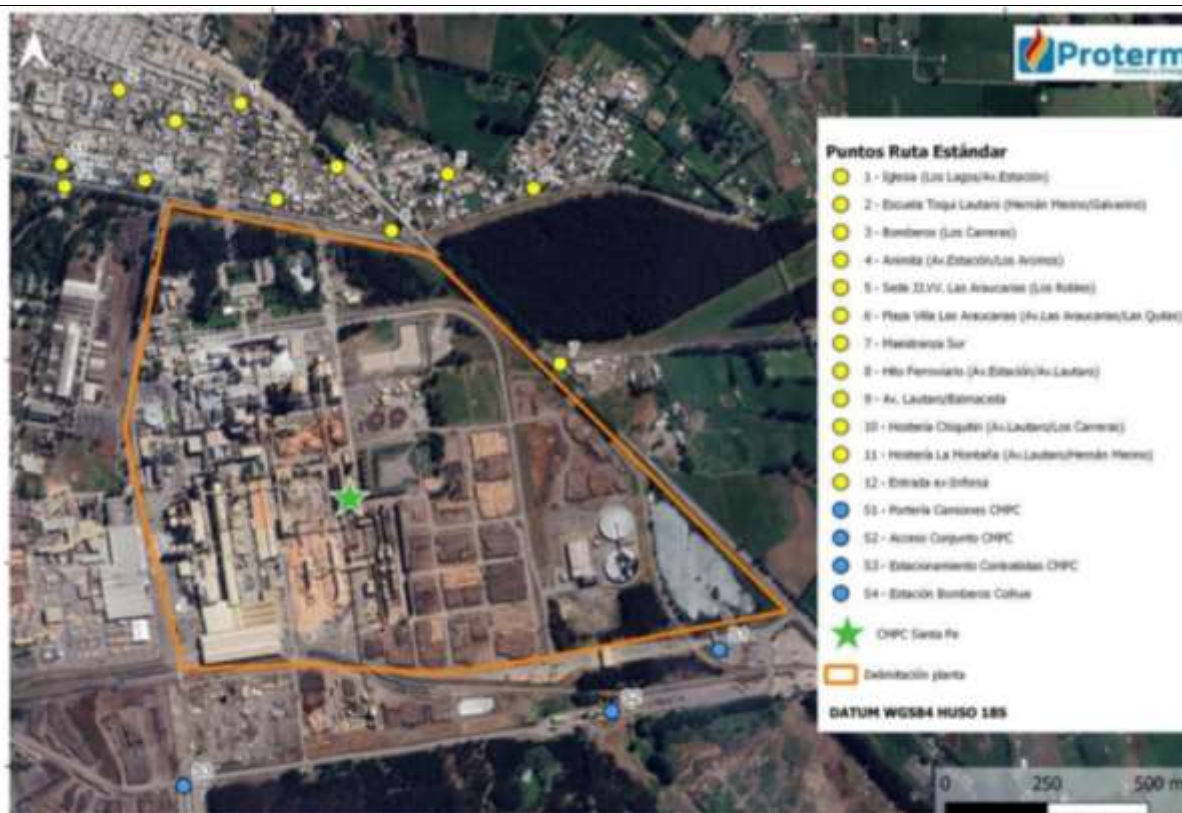 Proterm
Puntos Ruta Estándar
1 - Iglesia (Los Lagos/Av.Estación)
2 - Escuela Toqui Lautaro (Hernán Merino/Galvarino)
3 - Bomberos (Los Carreras)
4 - Animita (Av.Estación/Los Aromos)
5 - Sede JJ.VV. Las Araucarias (Los Robles)
6 - Plaza Villa Las Araucarias (Av.Las Araucarias/Las Quilas)
7 - Maestranza Sur
8 - Hito Ferroviario (Av.Estación/Av.Lautaro)
9 - Av. Lautaro/Balmaceda
10 - Hostería Chiquitín (Av.Lautaro/Los Carreras)
11 - Hostería La Montaña (Av.Lautaro/Hernán Merino)
12 - Entrada ex-Inforsa
S1 - Portería Camiones CMPC
S2 - Acceso Conjunto CMPC
S3 - Estacionamiento Contratistas CMPC
S4 - Estación Bomberos Coihue
CMPC Santa Fe
Delimitación planta
DATUM WGS84 HUSO 18S
0 250 500 m